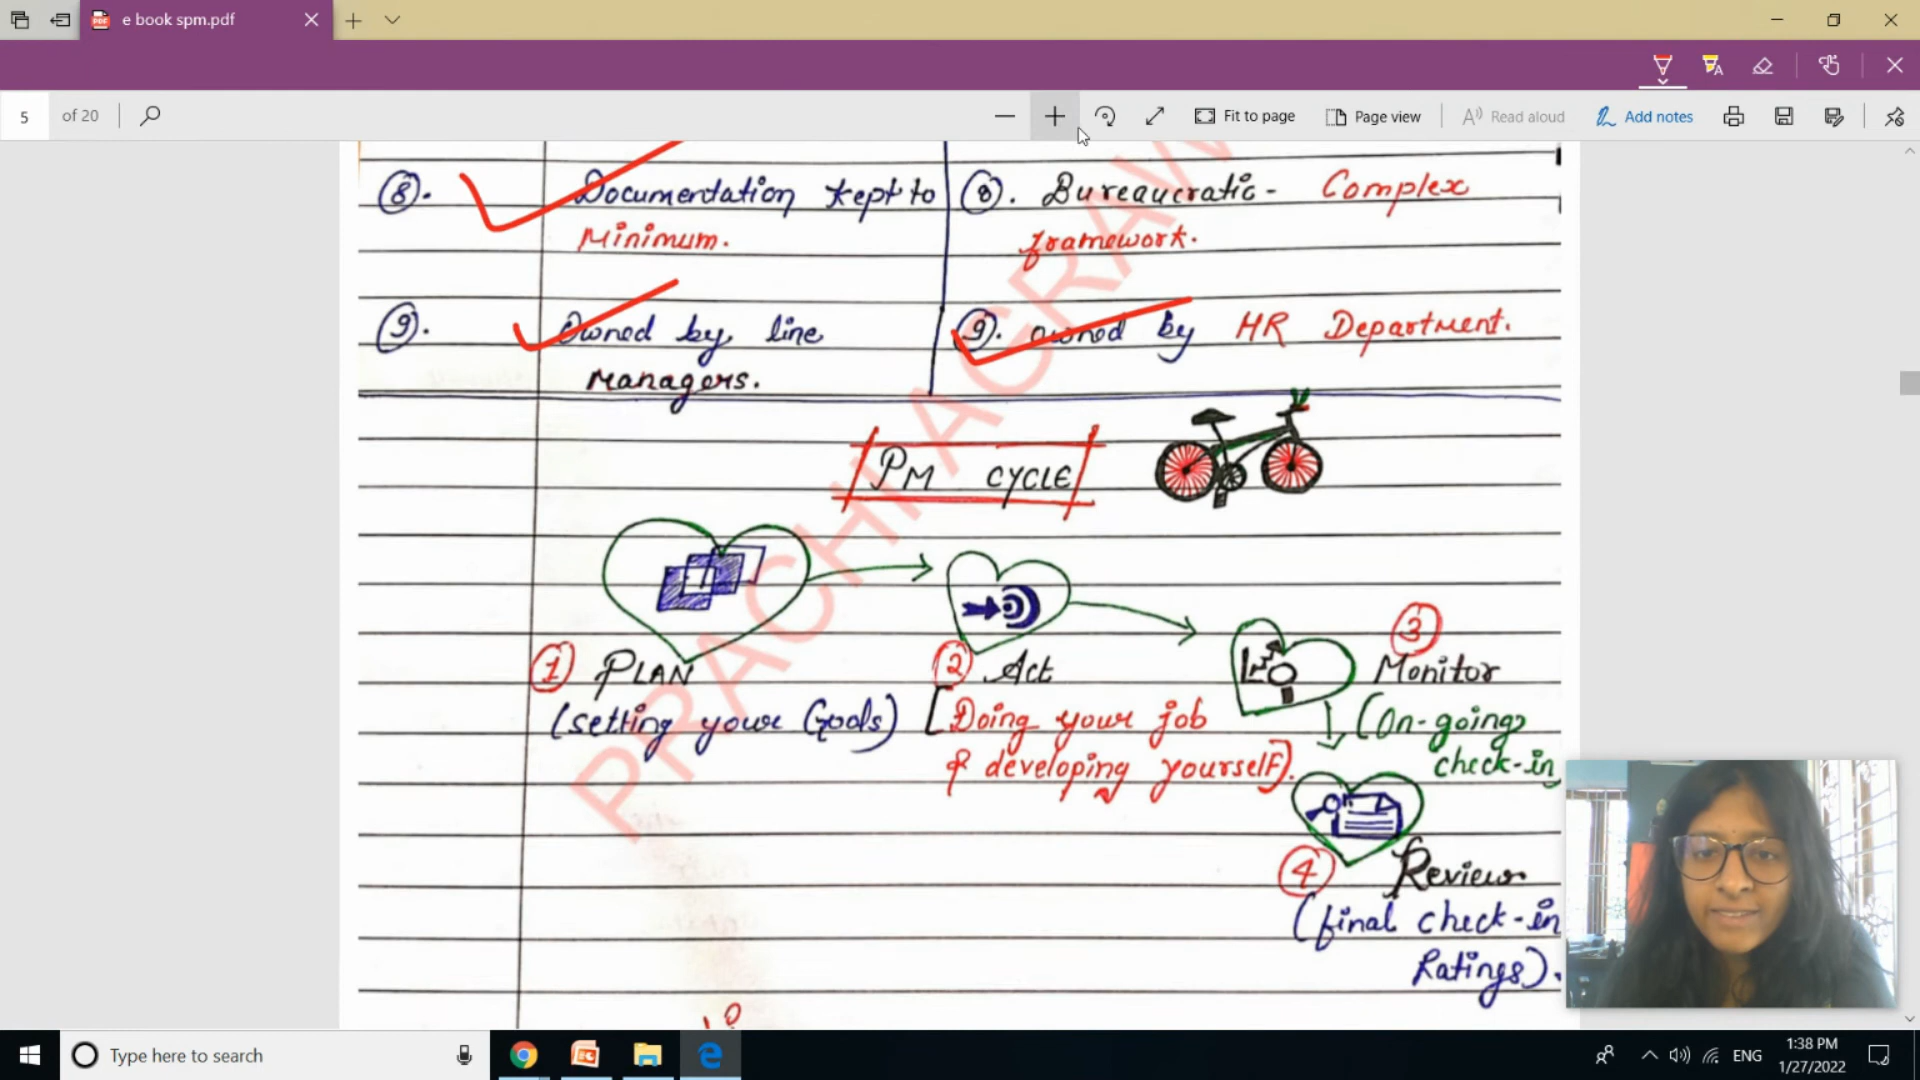 e book spm.pdf
5 of 20
Fit to page
Page view
Read aloud
Add notes
8. Documentation kept to
Minimum.
8. Bureaucratic- Complex
framework.
9. Owned by line
Managers.
9. owned by HR Department.
PM CYCLE
1 PLAN
(setting your Goals)
2 Act
[Doing your job
& developing yourself].
3
Monitor
(On-going
check-in
4 Review
(final check-in
Ratings).
PRACHI AGRAW
Type here to search
ENG
1:38 PM
1/27/2022